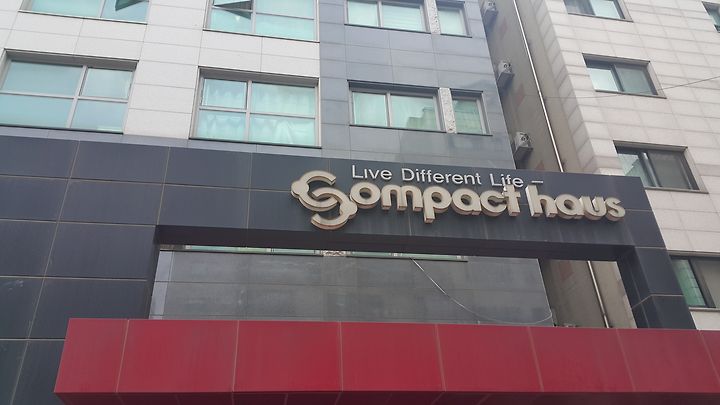 Live Different Life –
Compact haus